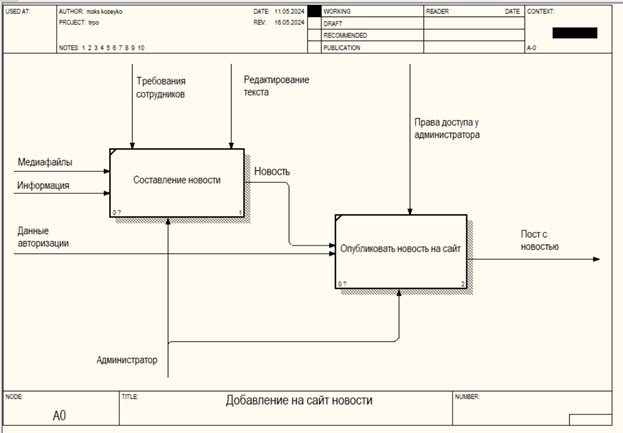 USED AT:
AUTHOR: maks kozeyko
DATE: 11.05.2024
WORKING
READER
DATE
CONTEXT:
PROJECT: trpo
REV: 16.05.2024
DRAFT
RECOMMENDED
NOTES: 1 2 3 4 5 6 7 8 9 10
PUBLICATION
A-0
Требования
сотрудников
Редактирование
текста
Права доступа у
администратора
Медиафайлы
Информация
Составление новости
0 ?
1
Новость
Данные
авторизации
Опубликовать новость на сайт
0 ?
2
Пост с
новостью
Администратор
NODE:
A0
TITLE:
Добавление на сайт новости
NUMBER: